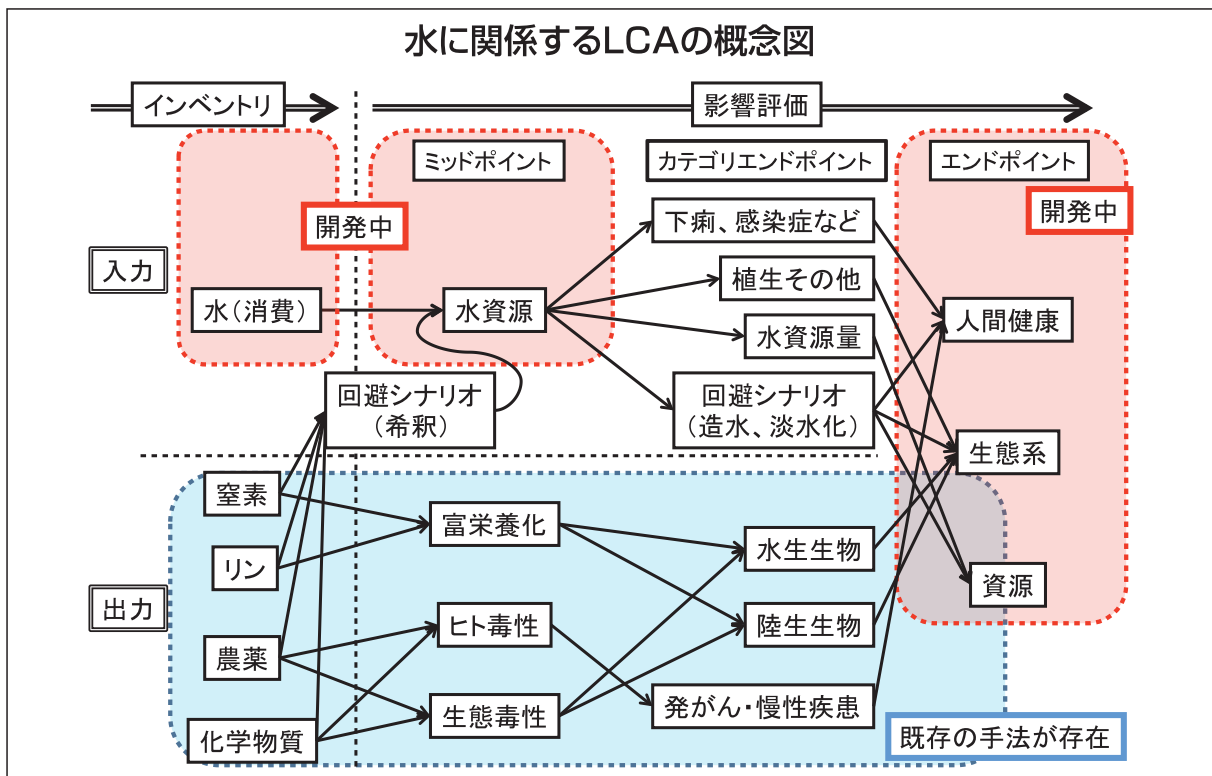 水に関係するLCAの概念図
インベントリ
影響評価
ミッドポイント
カテゴリエンドポイント
エンドポイント
開発中
開発中
入力
下痢、感染症など
植生その他
水(消費)
水資源
水資源量
人間健康
回避シナリオ
(希釈)
回避シナリオ
(造水、淡水化)
生態系
窒素
富栄養化
水生生物
リン
資源
出力
ヒト毒性
陸生生物
農薬
生態毒性
発がん・慢性疾患
化学物質
既存の手法が存在